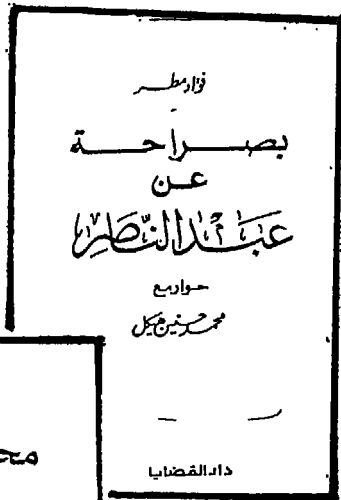 فؤاد مطر
بصراحة
عن
عبد الناصر
حوار مع
محمد حسنين هيكل
دار القضايا